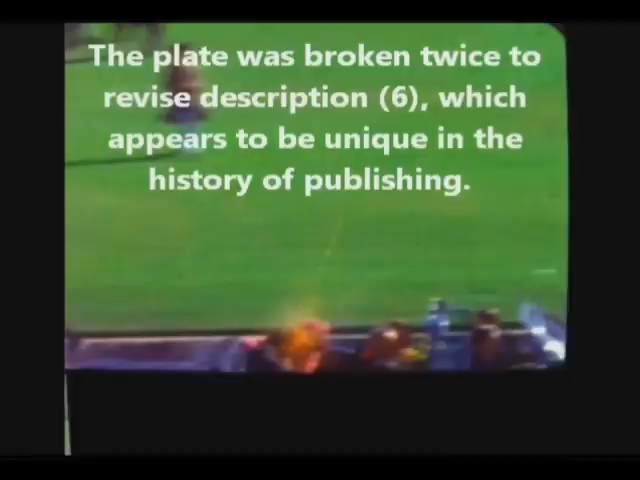 The plate was broken twice to
revise description (6), which
appears to be unique in the
history of publishing.